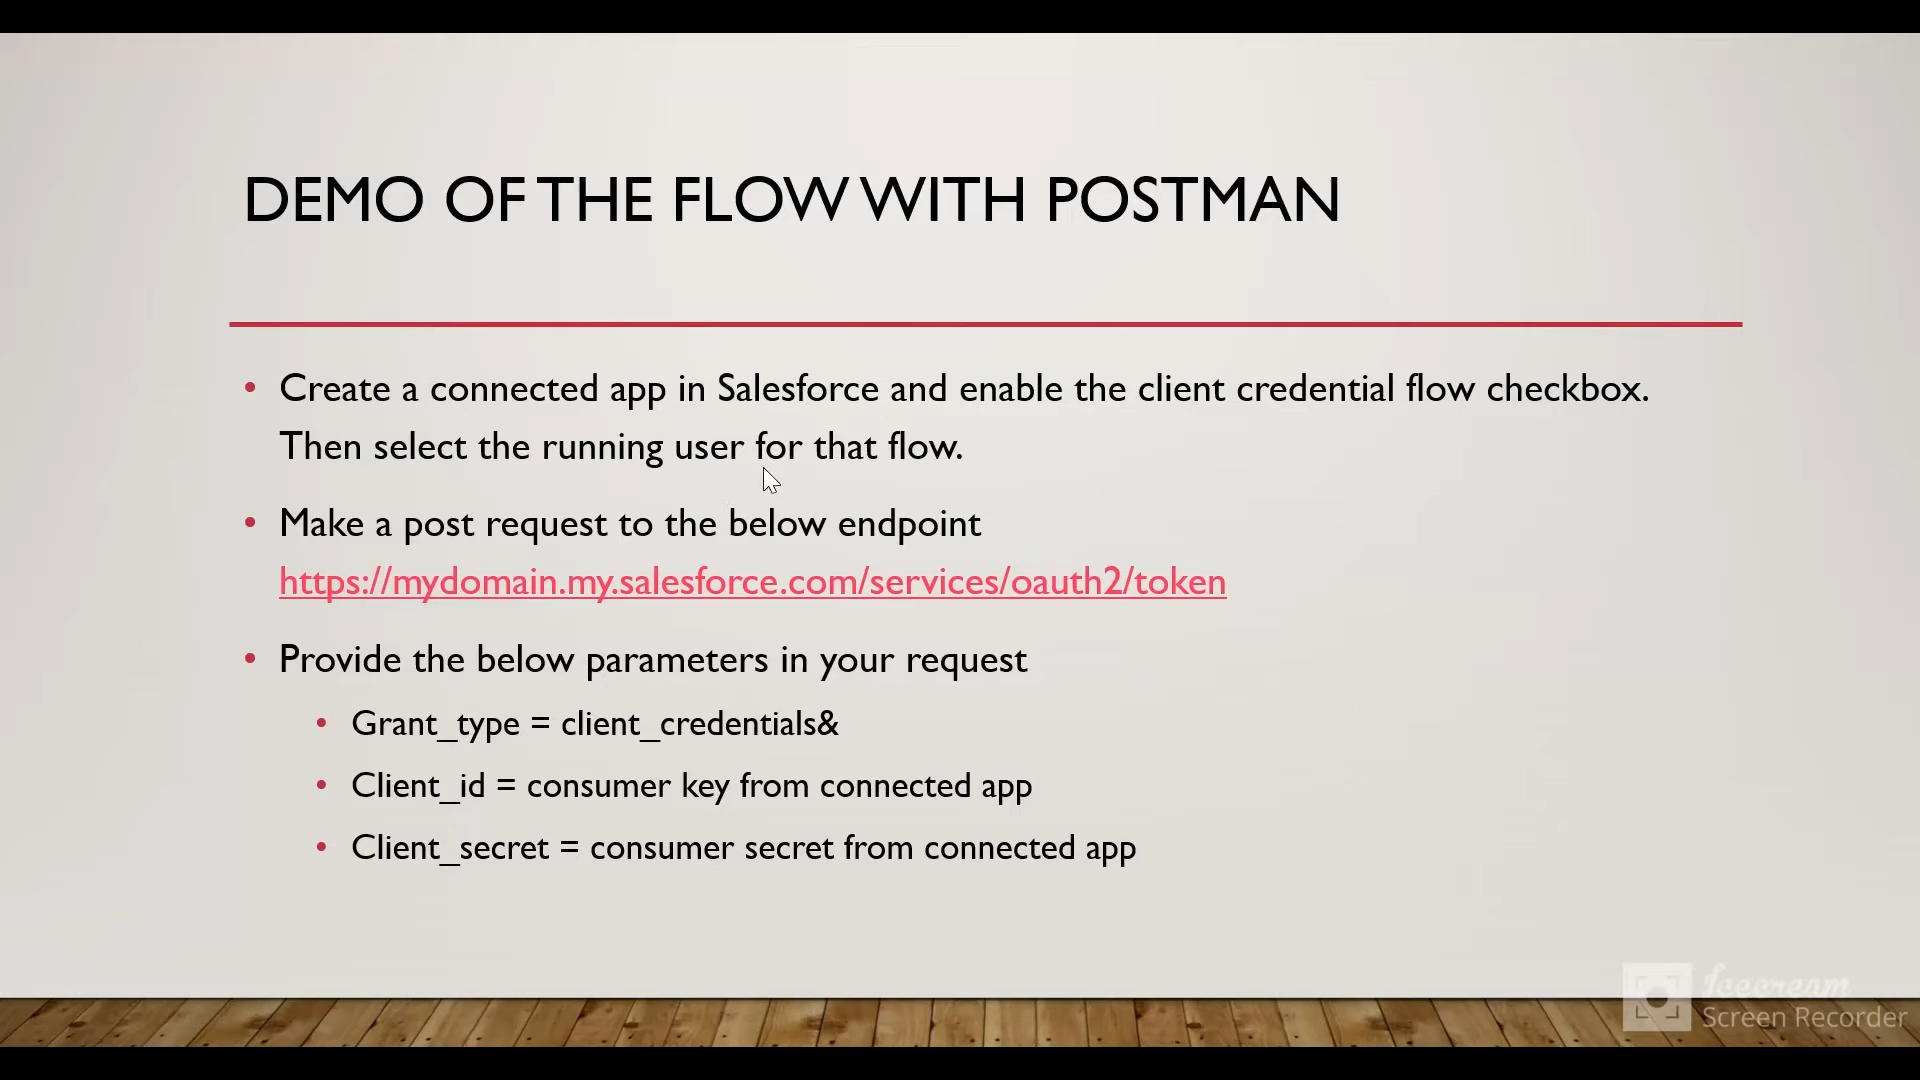 DEMO OF THE FLOW WITH POSTMAN
• Create a connected app in Salesforce and enable the client credential flow checkbox.
Then select the running user for that flow.
• Make a post request to the below endpoint
https://mydomain.my.salesforce.com/services/oauth2/token
• Provide the below parameters in your request
• Grant_type = client_credentials&
• Client_id = consumer key from connected app
• Client_secret = consumer secret from connected app
Icecream
Screen Recorder